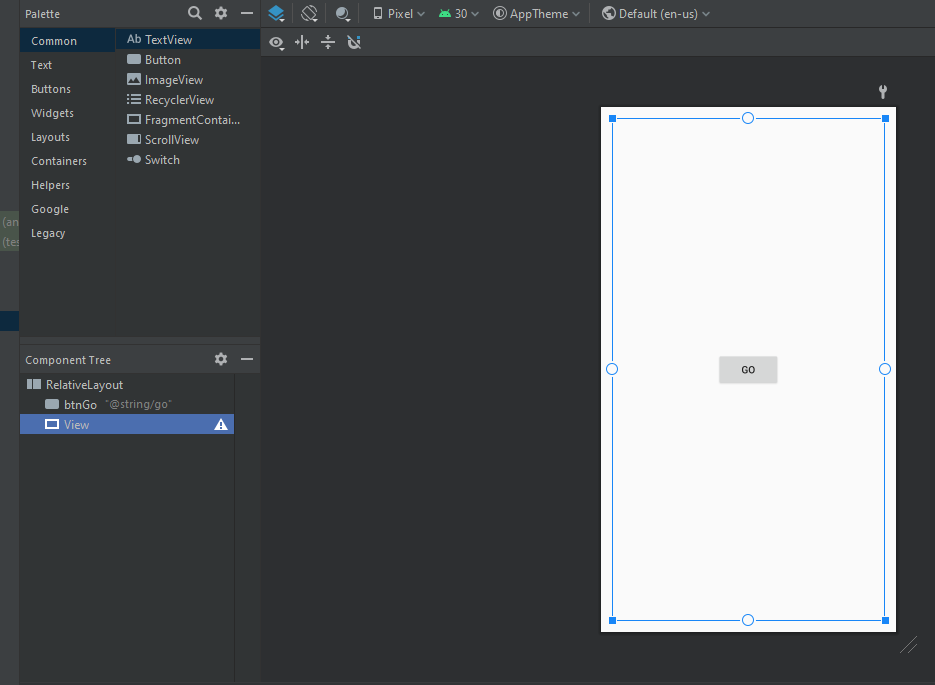 Palette
Pixel
30
AppTheme
Default (en-us)
Common
Text
Buttons
Widgets
Layouts
Containers
Helpers
Google
Legacy
Ab TextView
Button
ImageView
RecyclerView
FragmentContai...
ScrollView
Switch
(an
(tes
GO
Component Tree
RelativeLayout
btnGo "@string/go"
View